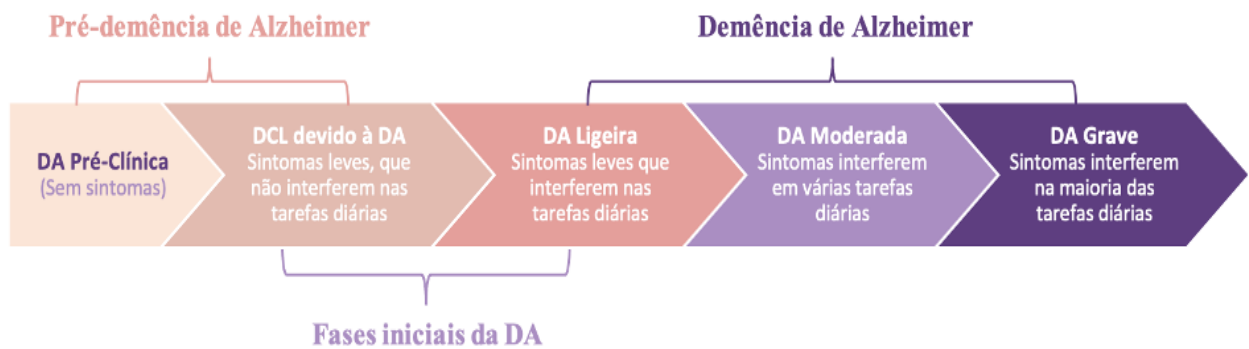 Pré-demência de Alzheimer
Demência de Alzheimer
DA Pré-Clínica
(Sem sintomas)
DCL devido à DA
Sintomas leves, que
não interferem nas
tarefas diárias
DA Ligeira
Sintomas leves que
interferem nas
tarefas diárias
DA Moderada
Sintomas interferem
em várias tarefas
diárias
DA Grave
Sintomas interferem
na maioria das
tarefas diárias
Fases iniciais da DA